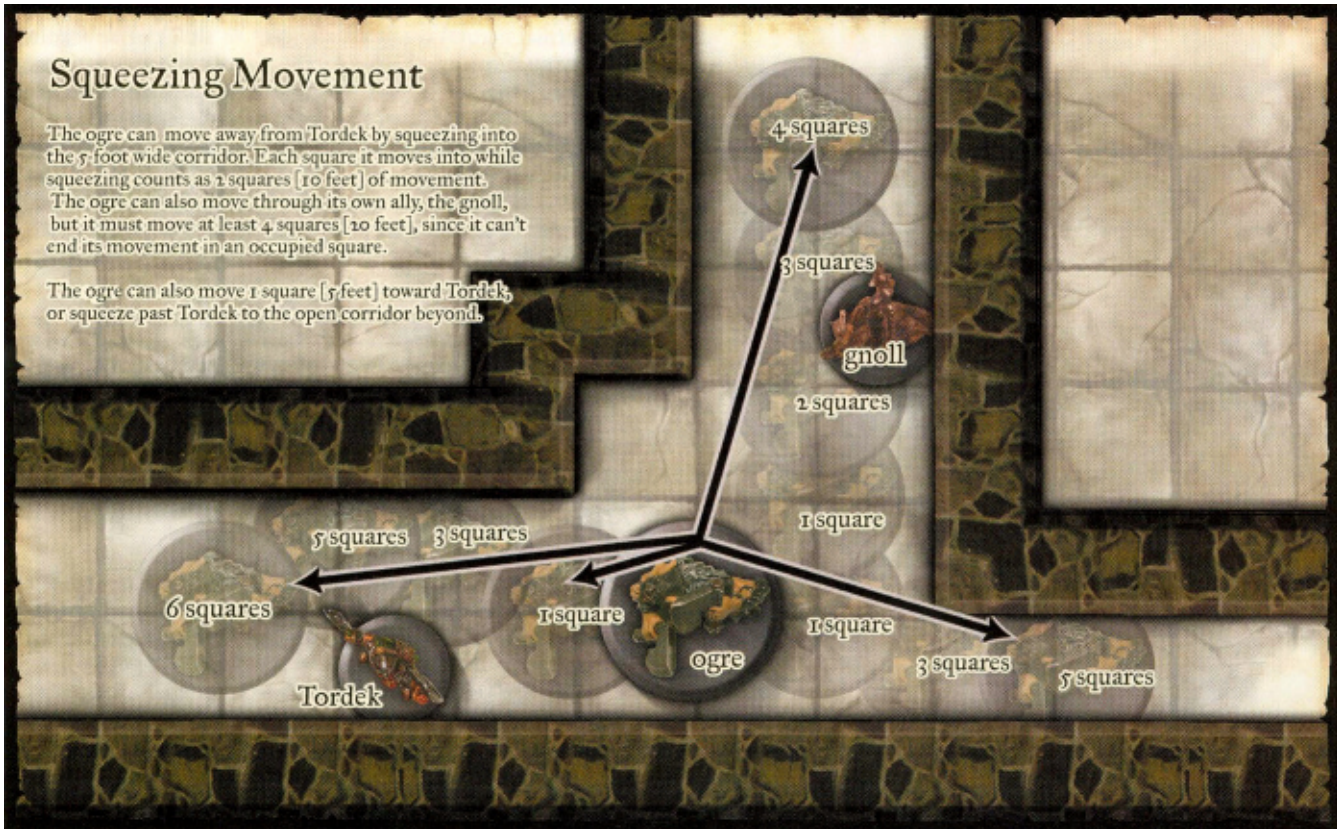 Squeezing Movement
The ogre can move away from Tordek by squeezing into
the 5-foot wide corridor. Each square it moves into while
squeezing counts as 2 squares [10 feet] of movement.
The ogre can also move through its own ally, the gnoll,
but it must move at least 4 squares [20 feet], since it can't
end its movement in an occupied square.
The ogre can also move 1 square [5 feet] toward Tordek,
or squeeze past Tordek to the open corridor beyond.
4 squares
3 squares
gnoll
2 squares
1 square
5 squares
3 squares
6 squares
1 square
1 square
ogre
3 squares
5 squares
Tordek